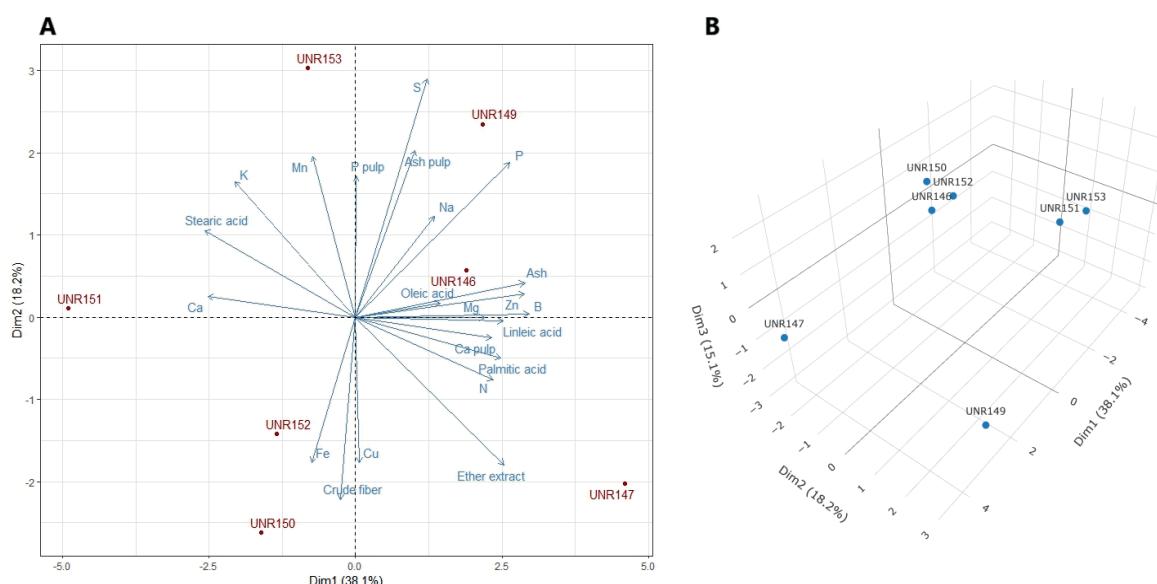 A
B
UNR153
UNR149
UNR146
UNR151
UNR152
UNR150
UNR147
S
P
Mn
P pulp
Ash pulp
K
Na
Stearic acid
Ca
Ash
Oleic acid
Zn
B
Mg
Linleic acid
Ca pulp
Palmitic acid
N
Fe
Cu
Crude fiber
Ether extract
3
2
1
0
-1
-2
Dim2 (18.2%)
-5.0
-2.5
0.0
2.5
5.0
Dim1 (38.1%)
UNR150
UNR152
UNR146
UNR153
UNR151
UNR147
UNR149
2
1
0
−1
−2
−3
Dim3 (15.1%)
−3
−2
−1
0
1
2
3
Dim2 (18.2%)
−4
−2
0
2
4
Dim1 (38.1%)